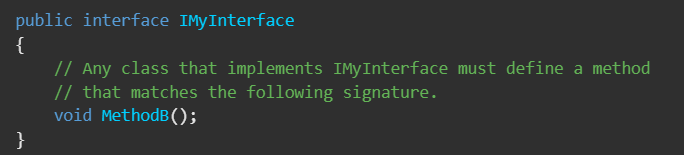 public interface IMyInterface
{
    // Any class that implements IMyInterface must define a method
    // that matches the following signature.
    void MethodB();
}